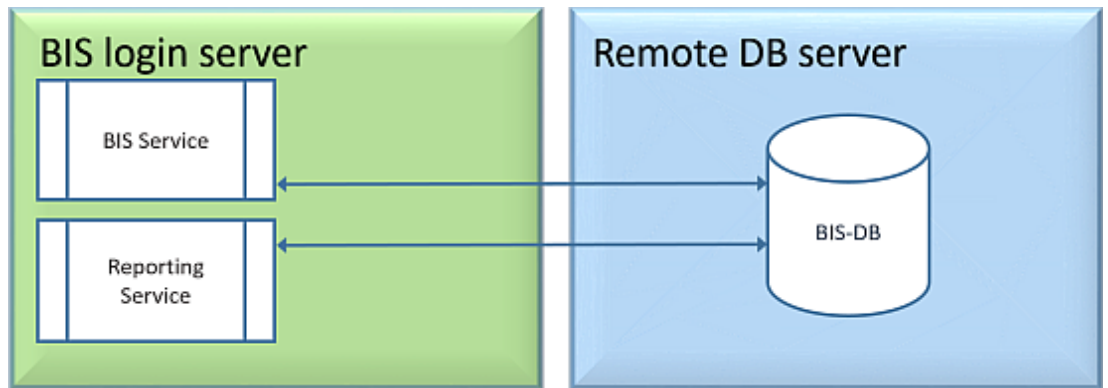 BIS login server
BIS Service
Reporting
Service
Remote DB server
BIS-DB